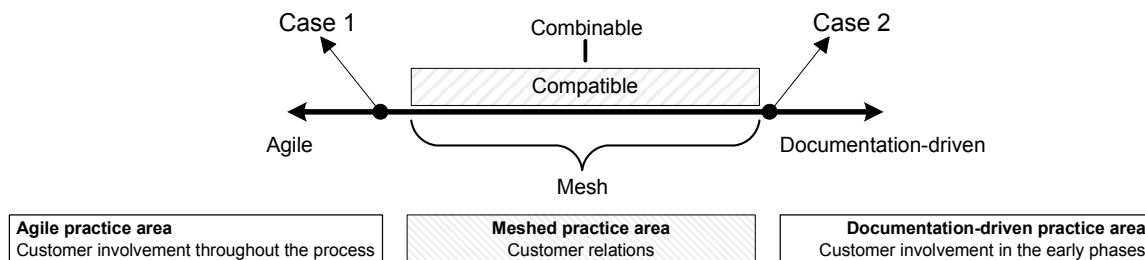 Case 1
Combinable
Case 2
Compatible
Agile
Documentation-driven
Mesh
Agile practice area
Customer involvement throughout the process
Meshed practice area
Customer relations
Documentation-driven practice area
Customer involvement in the early phases